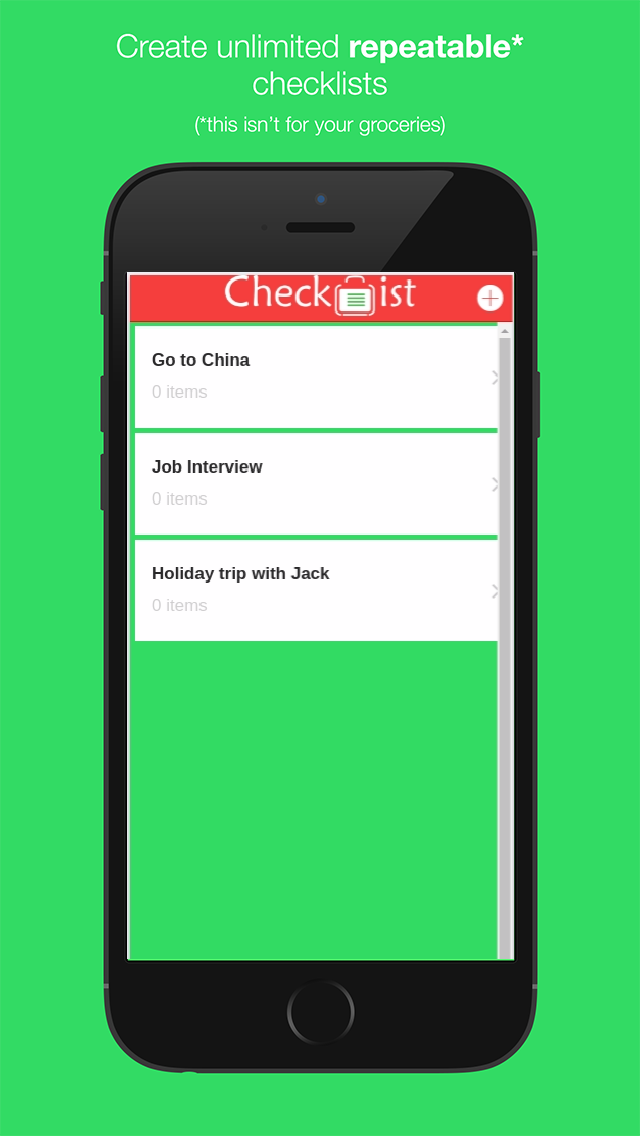 Create unlimited repeatable*
checklists
(*this isn't for your groceries)
Check ist
Go to China
0 items
Job Interview
0 items
Holiday trip with Jack
0 items